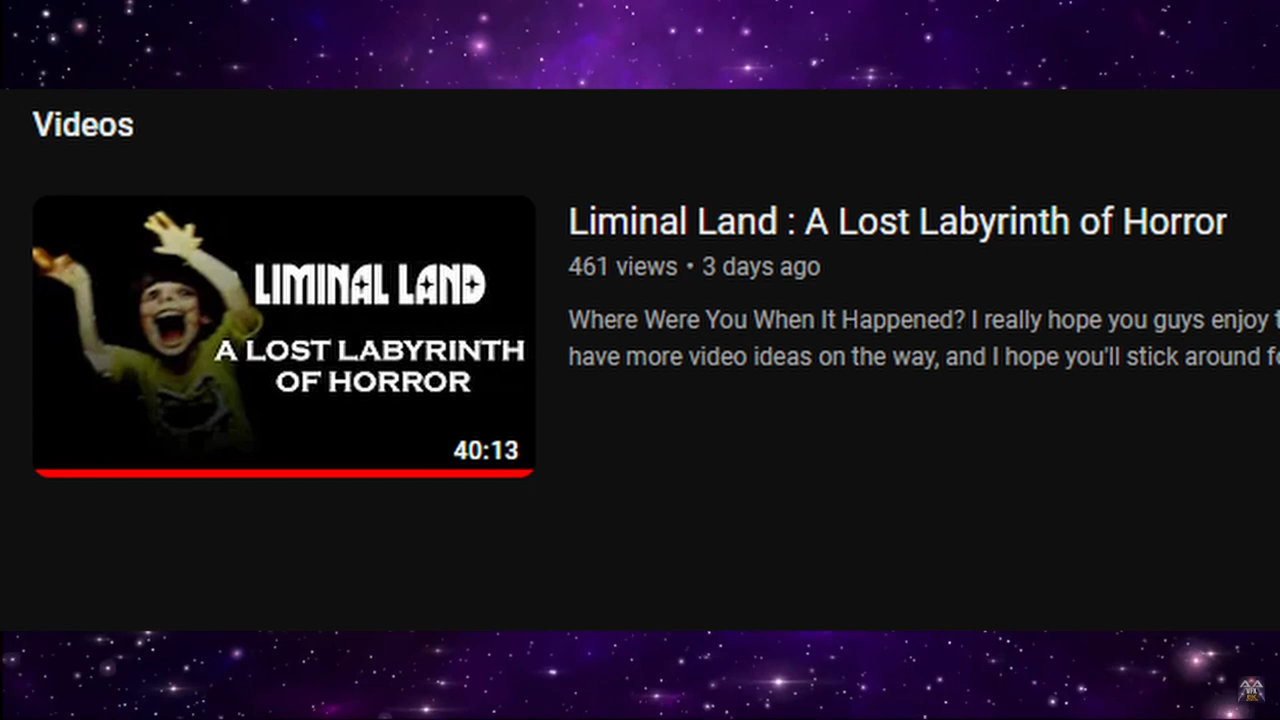 Videos
LIMINAL LAND
A LOST LABYRINTH
OF HORROR
40:13
Liminal Land : A Lost Labyrinth of Horror
461 views • 3 days ago
Where Were You When It Happened? I really hope you guys enjoy
have more video ideas on the way, and I hope you'll stick around